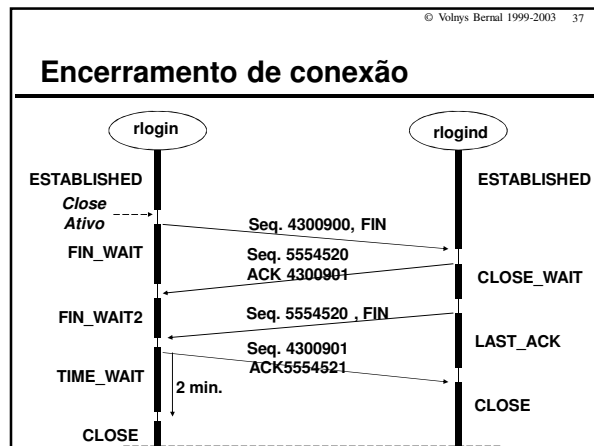 © Volnys Bernal 1999-2003 37
Encerramento de conexão
rlogin
rlogind
ESTABLISHED
ESTABLISHED
Close
Ativo
Seq. 4300900, FIN
FIN_WAIT
Seq. 5554520
ACK 4300901
CLOSE_WAIT
Seq. 5554520 , FIN
FIN_WAIT2
LAST_ACK
Seq. 4300901
ACK5554521
TIME_WAIT
2 min.
CLOSE
CLOSE